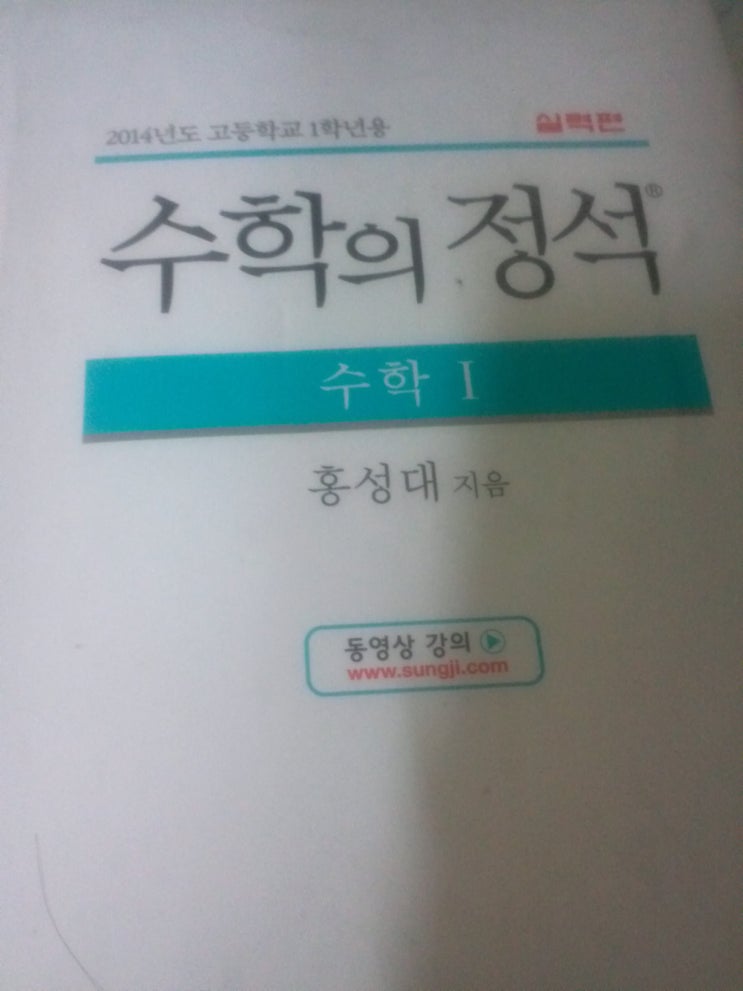 2014년도 고등학교 1학년용 실력편
수학의 정석®
수학 I
홍성대 지음
동영상 강의
www.sungji.com